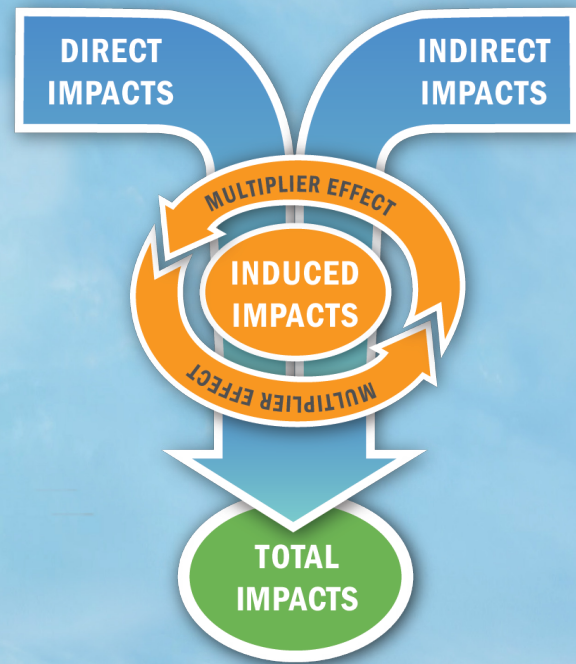 DIRECT
IMPACTS
INDIRECT
IMPACTS
MULTIPLIER EFFECT
INDUCED
IMPACTS
MULTIPLIER EFFECT
TOTAL
IMPACTS